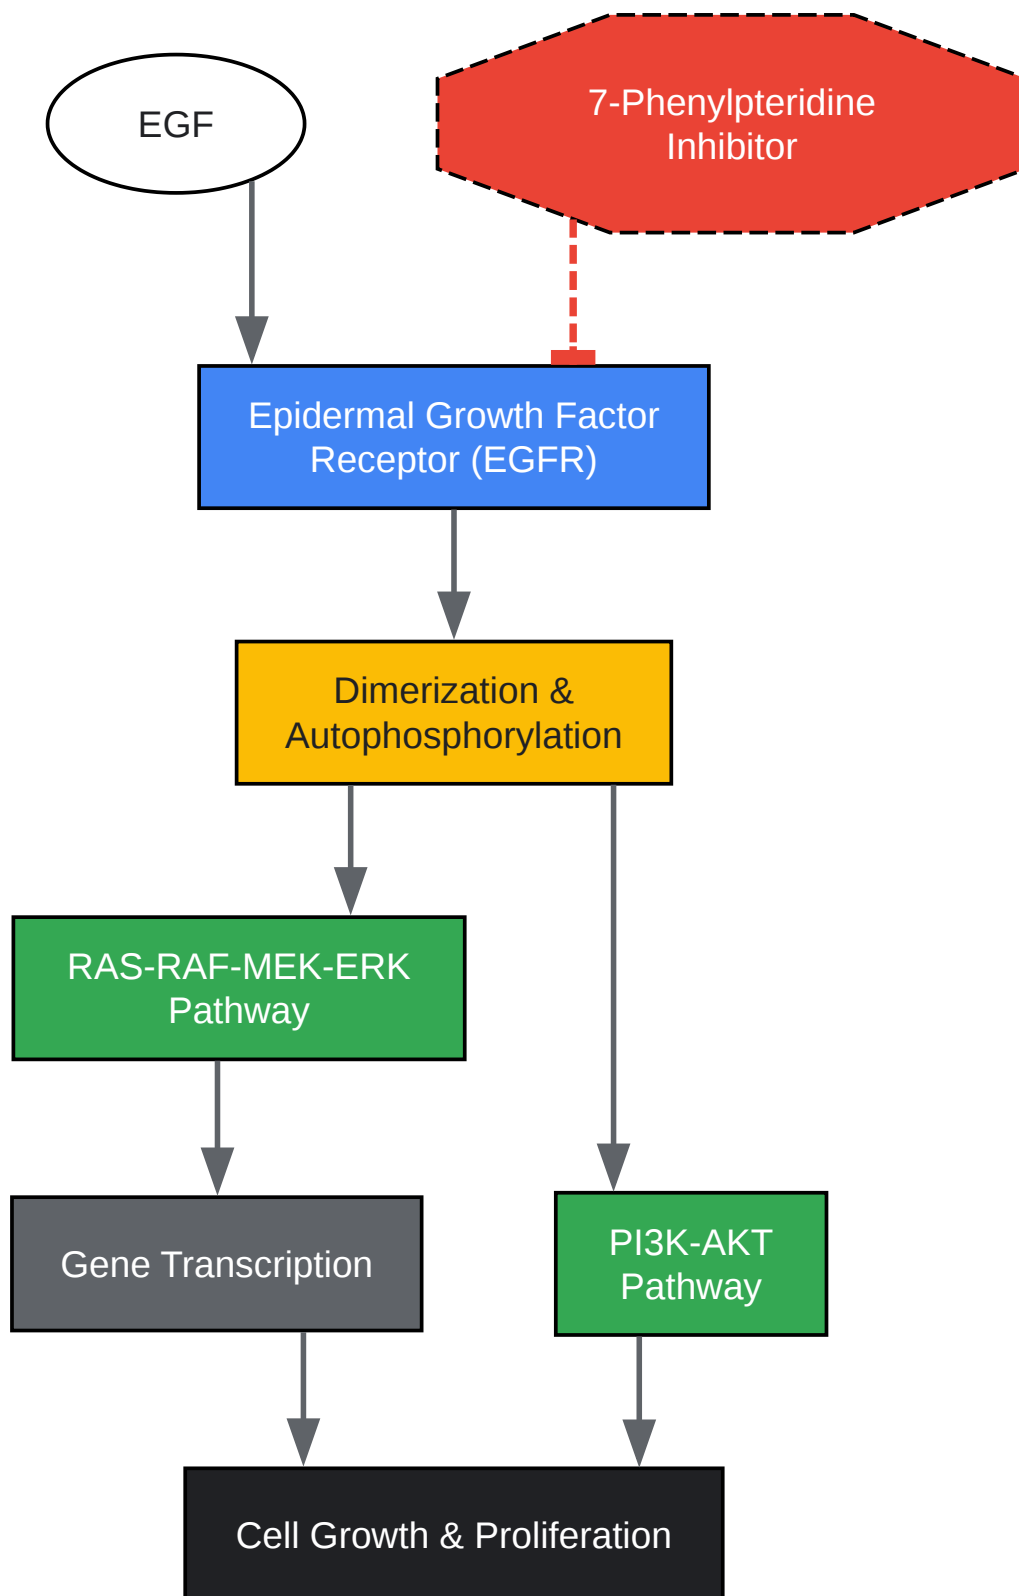 EGF
7-Phenylpteridine
Inhibitor
Epidermal Growth Factor
Receptor (EGFR)
Dimerization &
Autophosphorylation
RAS-RAF-MEK-ERK
Pathway
Gene Transcription
PI3K-AKT
Pathway
Cell Growth & Proliferation